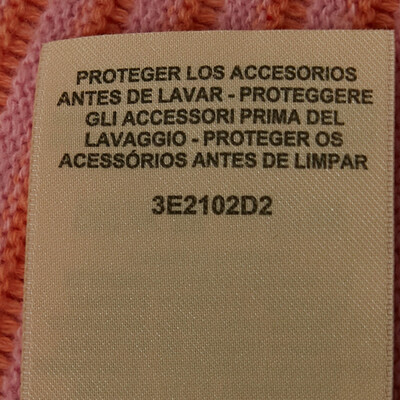 PROTEGER LOS ACCESORIOS
ANTES DE LAVAR - PROTEGGERE
GLI ACCESSORI PRIMA DEL
LAVAGGIO - PROTEGER OS
ACESSÓRIOS ANTES DE LIMPAR
3E2102D2